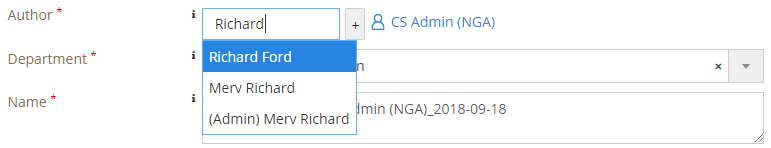 Author * i Richard + CS Admin (NGA)
Richard Ford
Department * i n × 
Merv Richard
Name * i dmin (NGA)_2018-09-18
(Admin) Merv Richard